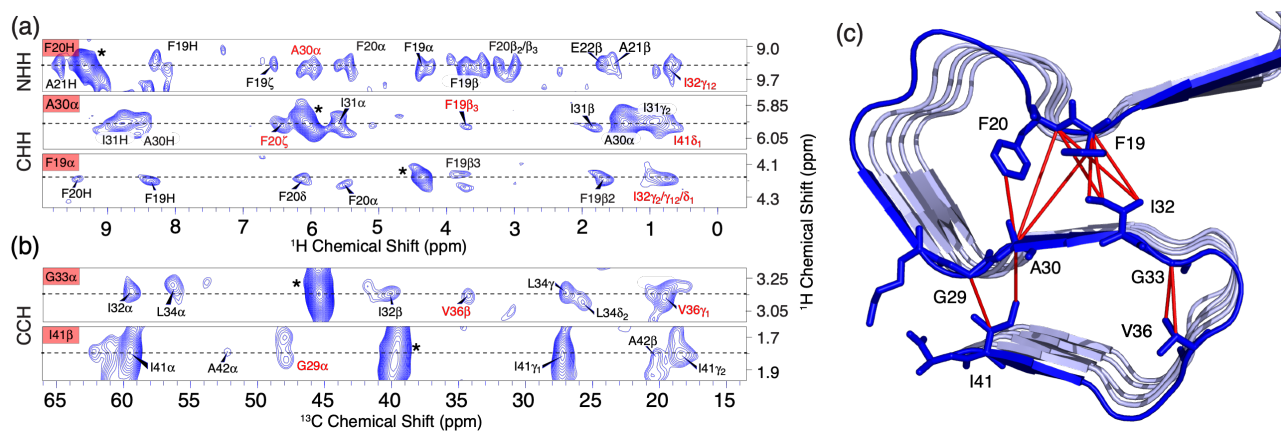 (a)
NHH
F20H
*
F19H
A30α
F20α
F19α
F20β2/β3
E22β
A21β
A21H
F19ζ
F19β
I32γ12
9.0
9.7
CHH
A30α
*
I31α
F19β3
I31β
I31γ2
I31H
A30H
F20ζ
A30α
I41δ1
5.85
6.05
F19α
*
F19β3
F20H
F19H
F20δ
F20α
F19β2
I32γ2/γ12/δ1
4.1
4.3
9 8 7 6 5 4 3 2 1 0
1H Chemical Shift (ppm)
1H Chemical Shift (ppm)
(b)
CCH
G33α
*
I32α
L34α
I32β
V36β
L34γ
L34δ2
V36γ1
3.25
3.05
I41β
*
I41α
A42α
G29α
I41γ1
A42β
I41γ2
1.7
1.9
65 60 55 50 45 40 35 30 25 20 15
13C Chemical Shift (ppm)
(c)
F20
F19
I32
A30
G33
G29
V36
I41